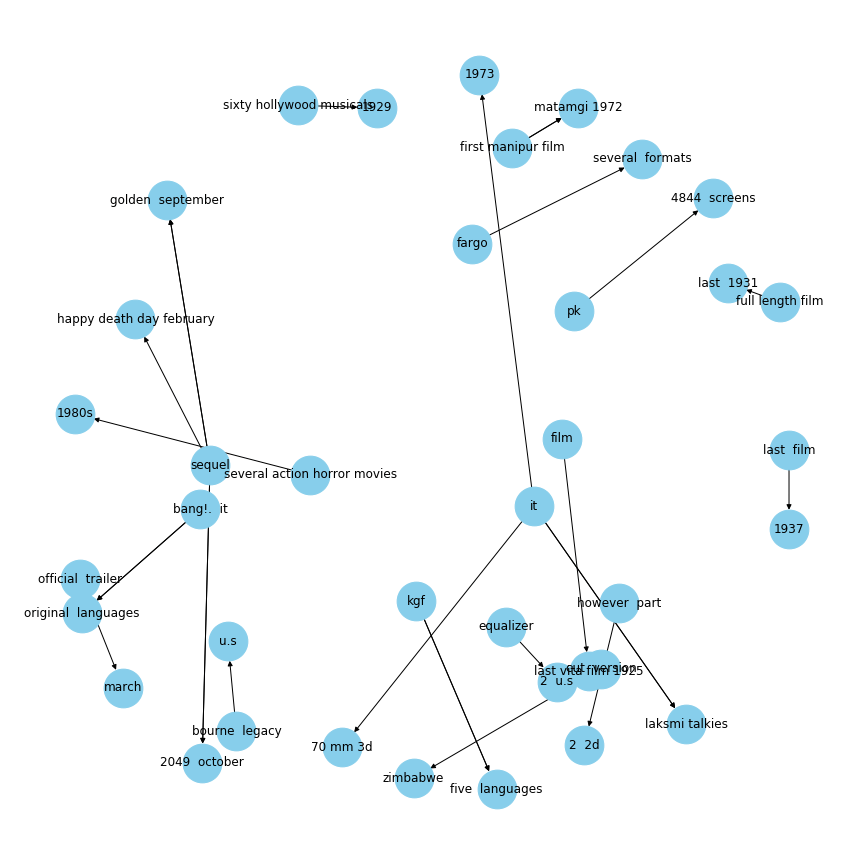 1973
sixty hollywood musicals
1929
matamgi 1972
first manipur film
several  formats
golden  september
4844  screens
fargo
last  1931
full length film
pk
happy death day february
1980s
film
last  film
sequel
several action horror movies
bang!.  it
it
1937
official  trailer
original  languages
kgf
however  part
equalizer
u.s
cut  version
last vita film 1925
2  u.s
march
laksmi talkies
bourne  legacy
70 mm 3d
2  2d
2049  october
zimbabwe
five  languages